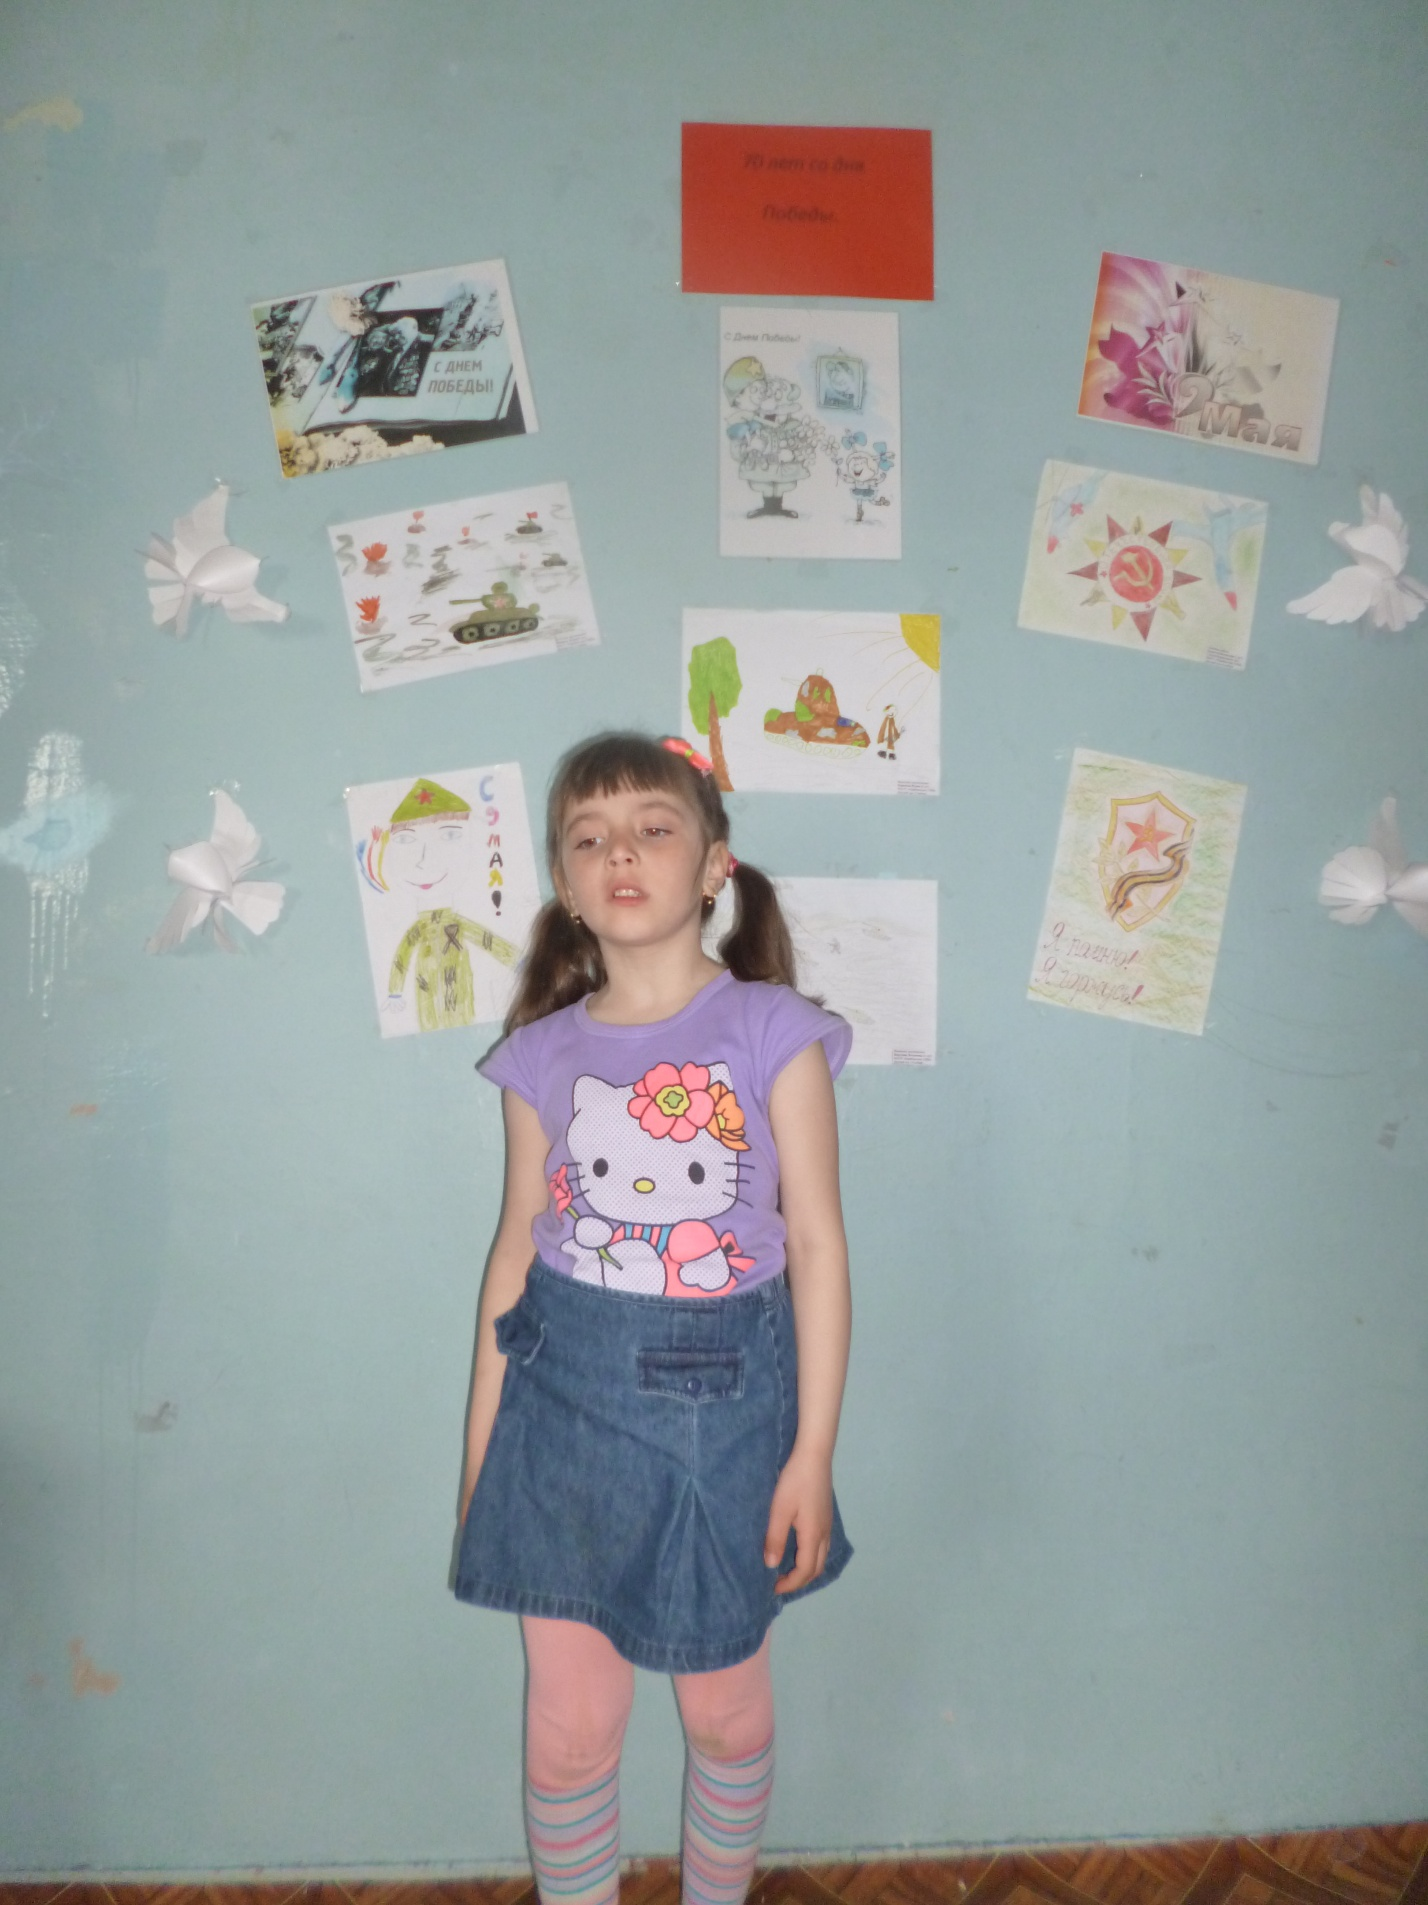 70 лет со дня
Победы.
С ДНЕМ
ПОБЕДЫ!
С Днем Победы!
9 Мая
С 9 МАЯ!
Я помню!
Я горжусь!